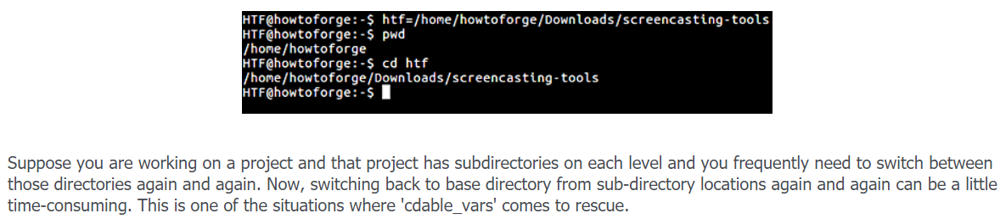 HTF@howtoforge:-$ htf=/home/howtoforge/Downloads/screencasting-tools
HTF@howtoforge:-$ pwd
/home/howtoforge
HTF@howtoforge:-$ cd htf
/home/howtoforge/Downloads/screencasting-tools
HTF@howtoforge:-$
Suppose you are working on a project and that project has subdirectories on each level and you frequently need to switch between
those directories again and again. Now, switching back to base directory from sub-directory locations again and again can be a little
time-consuming. This is one of the situations where 'cdable_vars' comes to rescue.